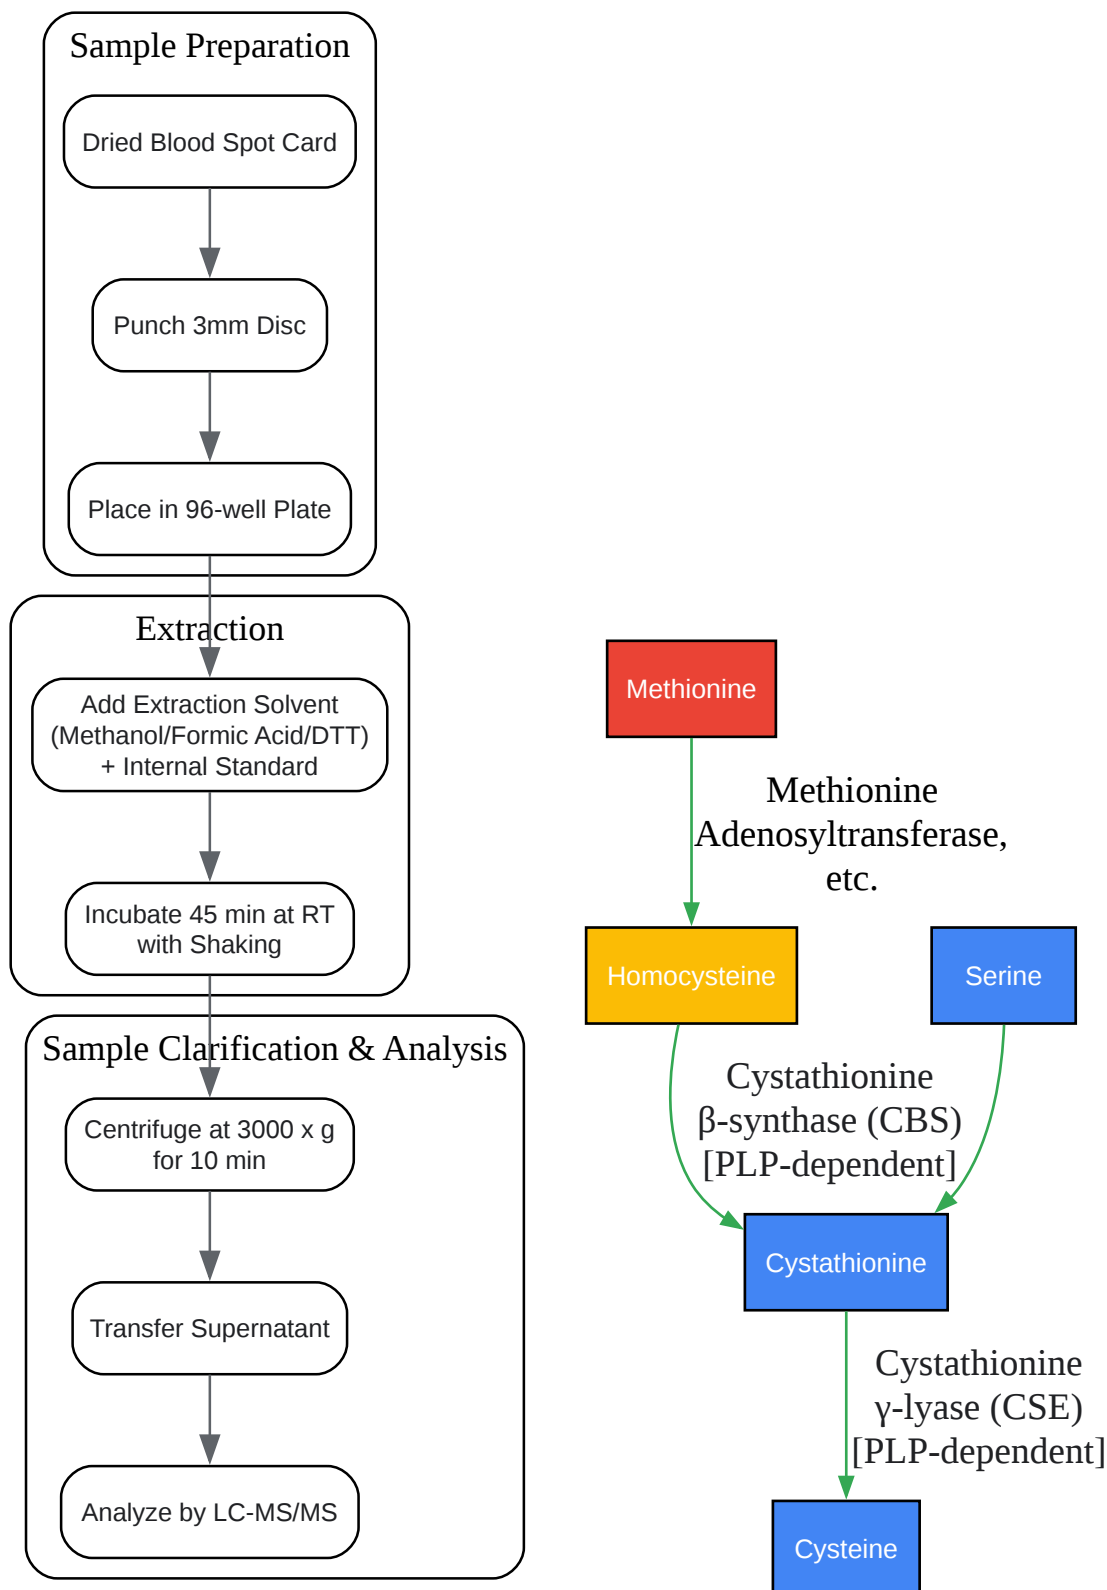 Sample Preparation
Dried Blood Spot Card
Punch 3mm Disc
Place in 96-well Plate
Extraction
Add Extraction Solvent
(Methanol/Formic Acid/DTT)
+ Internal Standard
Incubate 45 min at RT
with Shaking
Sample Clarification & Analysis
Centrifuge at 3000 x g
for 10 min
Transfer Supernatant
Analyze by LC-MS/MS
Methionine
Methionine
Adenosyltransferase,
etc.
Homocysteine
Serine
Cystathionine
β-synthase (CBS)
[PLP-dependent]
Cystathionine
Cystathionine
γ-lyase (CSE)
[PLP-dependent]
Cysteine